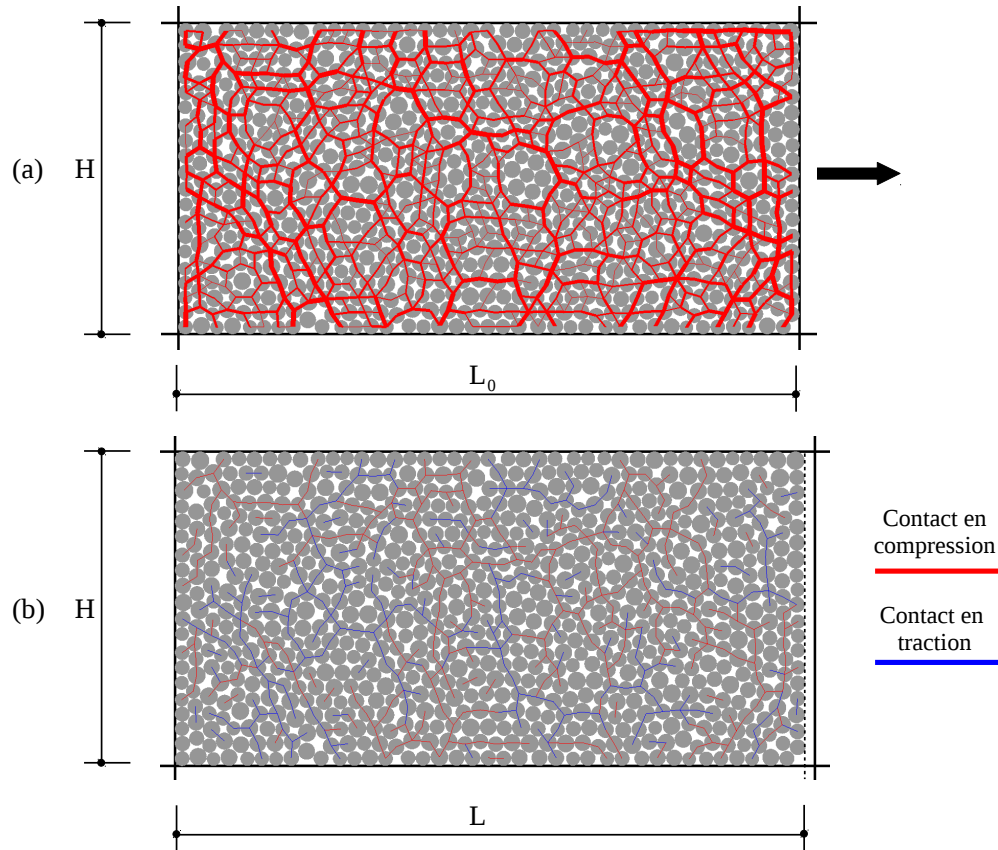 (a)
H
L₀
(b)
H
L
Contact en
compression
Contact en
traction